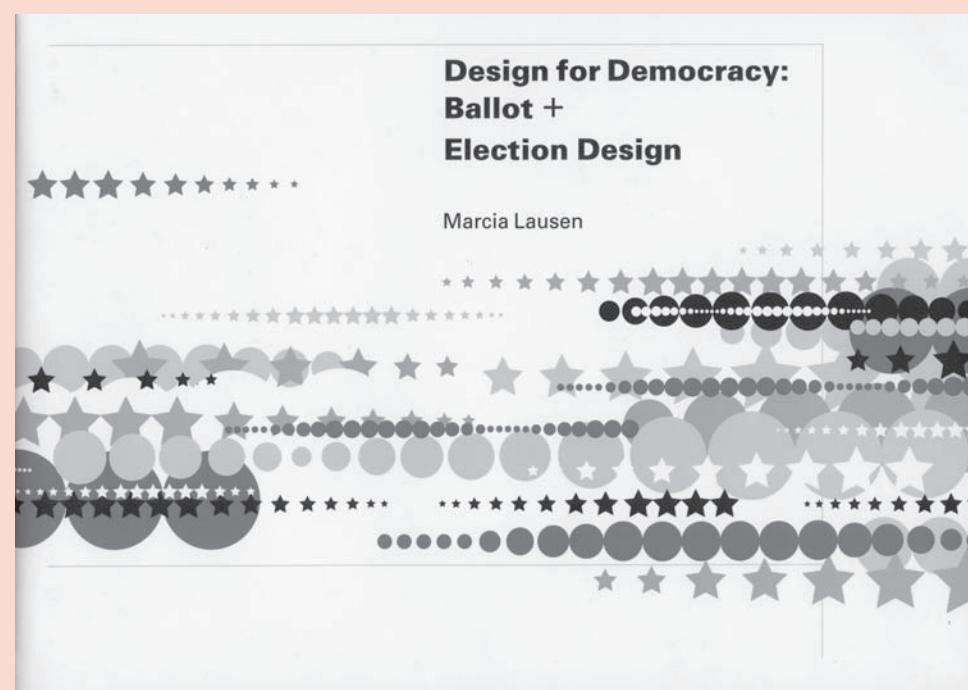 Design for Democracy:
Ballot +
Election Design
Marcia Lausen